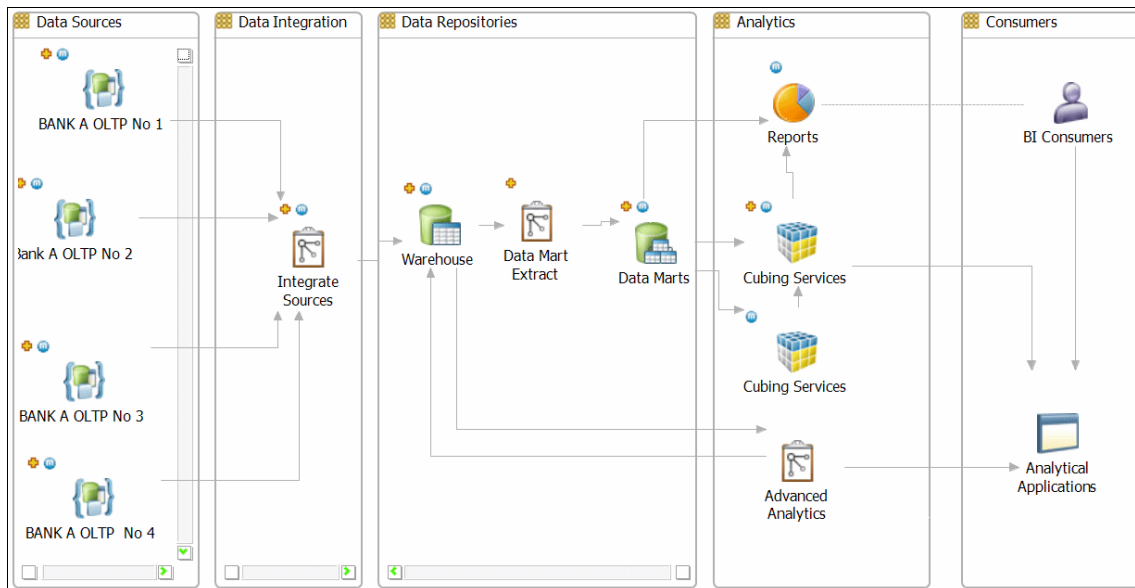 Data Sources
Data Integration
Data Repositories
Analytics
Consumers
BANK A OLTP No 1
Bank A OLTP No 2
BANK A OLTP No 3
BANK A OLTP No 4
Integrate
Sources
Warehouse
Data Mart
Extract
Data Marts
Reports
Cubing Services
Cubing Services
Advanced
Analytics
BI Consumers
Analytical
Applications